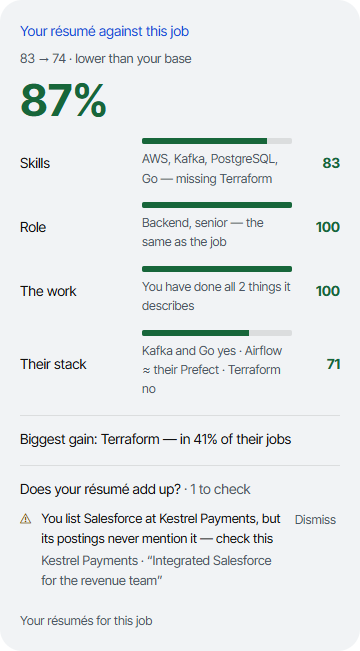 Your résumé against this job
83 → 74 · lower than your base
87%
Skills
AWS, Kafka, PostgreSQL,
Go — missing Terraform
83
Role
Backend, senior — the
same as the job
100
The work
You have done all 2 things it
describes
100
Their stack
Kafka and Go yes · Airflow
≈ their Prefect · Terraform
no
71
Biggest gain: Terraform — in 41% of their jobs
Does your résumé add up? · 1 to check
⚠ You list Salesforce at Kestrel Payments, but
its postings never mention it — check this
Dismiss
Kestrel Payments · “Integrated Salesforce
for the revenue team”
Your résumés for this job